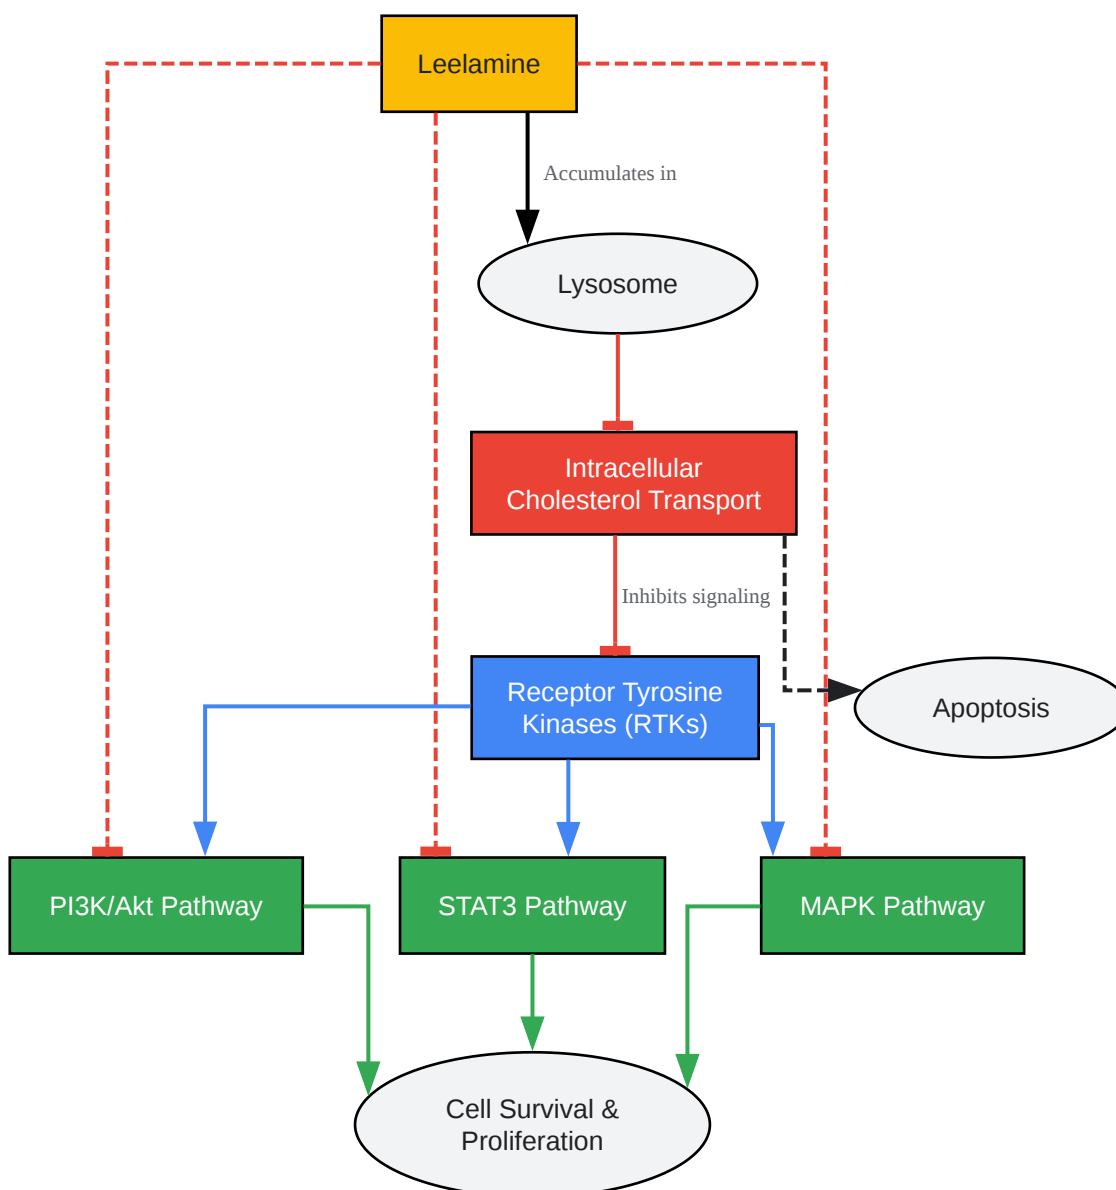 Leelamine
Accumulates in
Lysosome
Intracellular
Cholesterol Transport
Inhibits signaling
Receptor Tyrosine
Kinases (RTKs)
Apoptosis
PI3K/Akt Pathway
STAT3 Pathway
MAPK Pathway
Cell Survival &
Proliferation